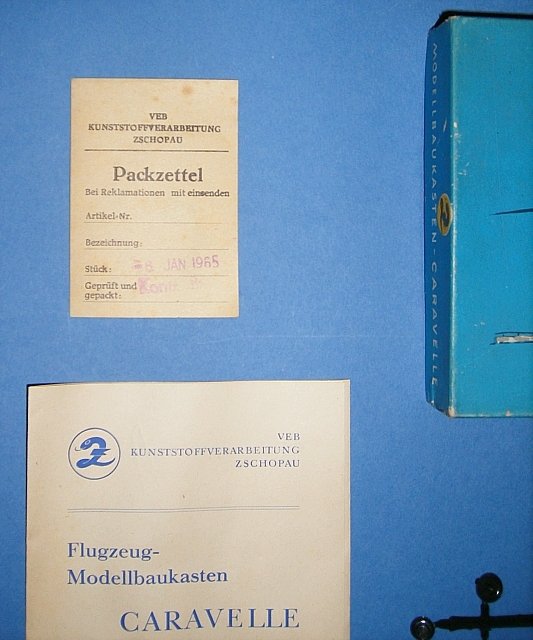 VEB
KUNSTSTOFFVERARBEITUNG
ZSCHOPAU
Packzettel
Bei Reklamationen mit einsenden
Artikel-Nr.
Bezeichnung:
Stück: 8 JAN 1965
Geprüft und
gepackt:
MODELLBAUKASTEN - CARAVELLE
Z
VEB
KUNSTSTOFFVERARBEITUNG
ZSCHOPAU
Flugzeug-
Modellbaukasten
CARAVELLE